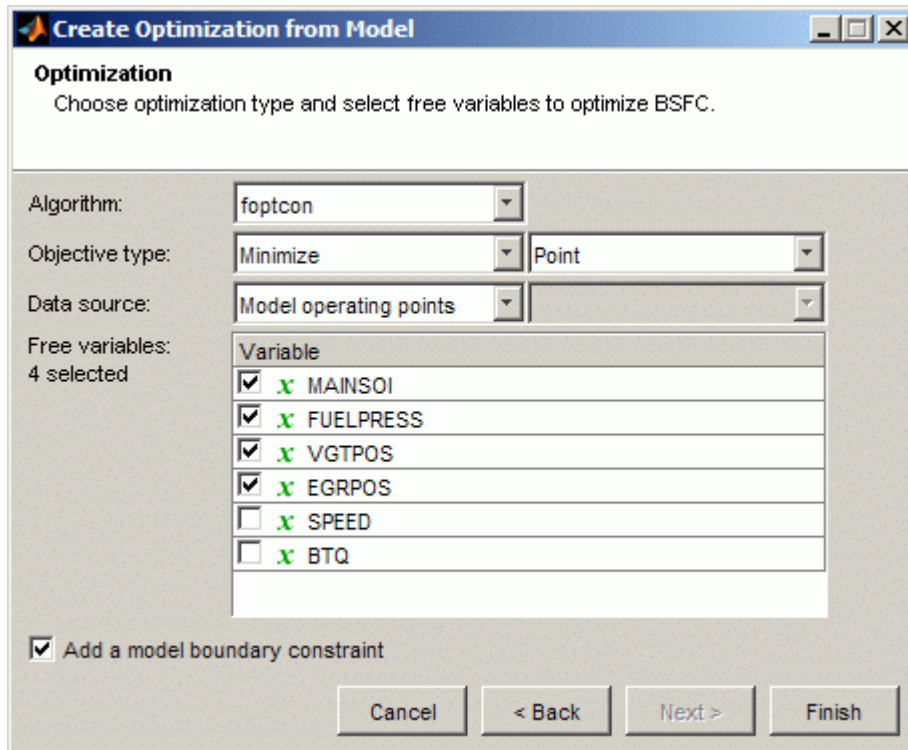 Create Optimization from Model
Optimization
Choose optimization type and select free variables to optimize BSFC.
Algorithm: foptcon
Objective type: Minimize Point
Data source: Model operating points
Free variables:
4 selected
Variable
x MAINSOI
x FUELPRESS
x VGTPOS
x EGRPOS
x SPEED
x BTQ
Add a model boundary constraint
Cancel < Back Next > Finish